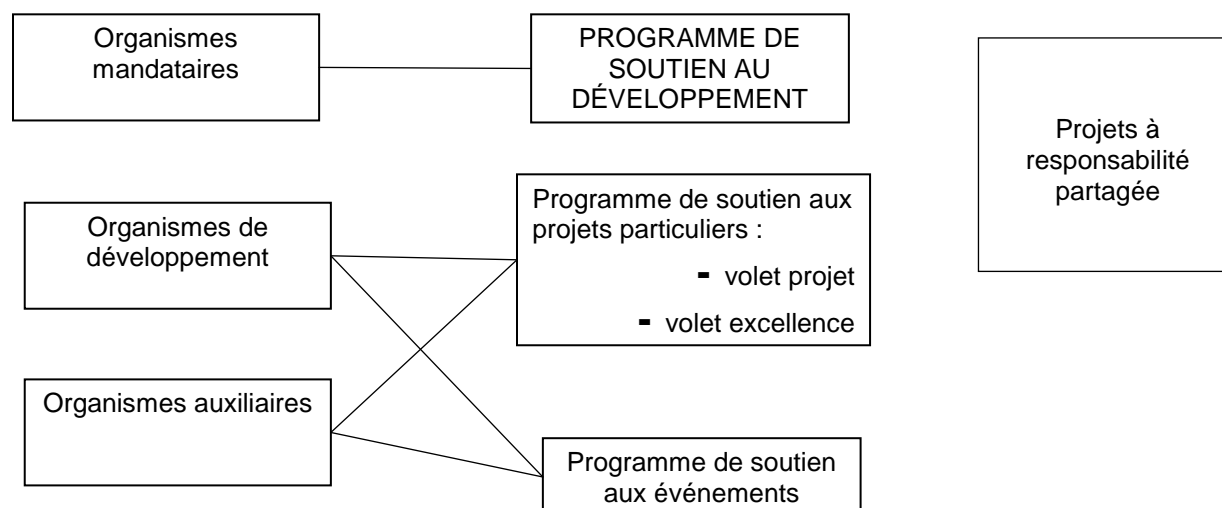 Organismes
mandataires
PROGRAMME DE
SOUTIEN AU
DÉVELOPPEMENT
Projets à
responsabilité
partagée
Organismes de
développement
Programme de soutien aux
projets particuliers :
- volet projet
- volet excellence
Organismes auxiliaires
Programme de soutien
aux événements